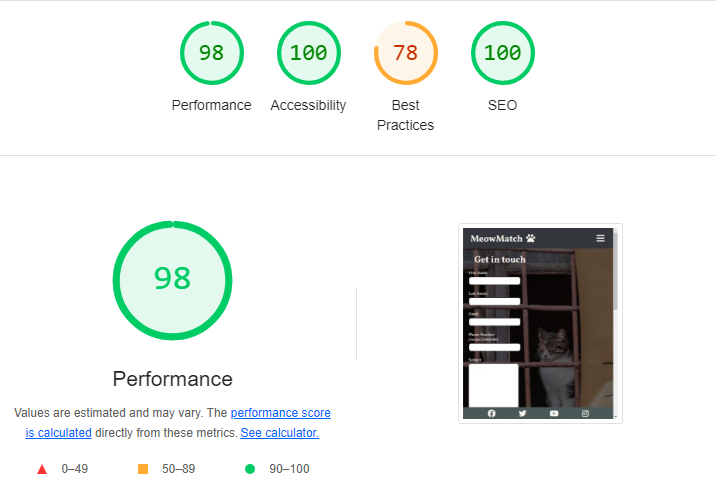 98
100
78
100
Performance
Accessibility
Best
Practices
SEO
98
Performance
Values are estimated and may vary. The performance score
is calculated directly from these metrics. See calculator.
0–49
50–89
90–100
MeowMatch
Get in touch
First Name
Last Name
Email
Phone Number
Subject